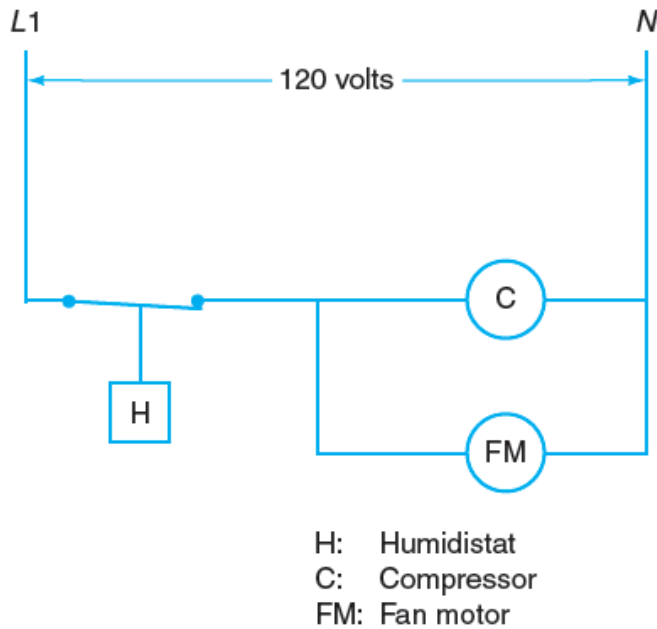 L1 N
120 volts
C
H
FM
H: Humidistat
C: Compressor
FM: Fan motor